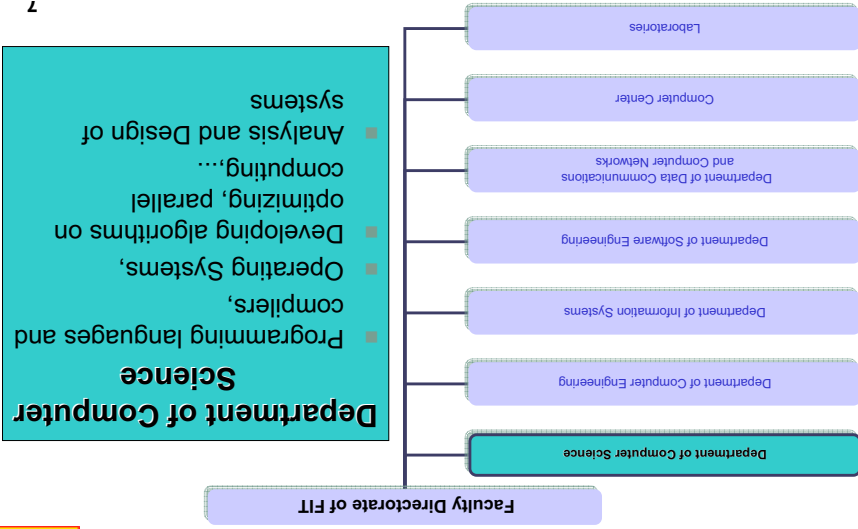 Faculty Directorate of FIT
Department of Computer Science
Department of Computer Engineering
Department of Information Systems
Department of Software Engineering
Department of Data Communications
and Computer Networks
Computer Center
Laboratories
Department of Computer
Science
Programming languages and
compilers,
Operating Systems,
Developing algorithms on
optimizing, parallel
computing,...
Analysis and Design of
systems
7